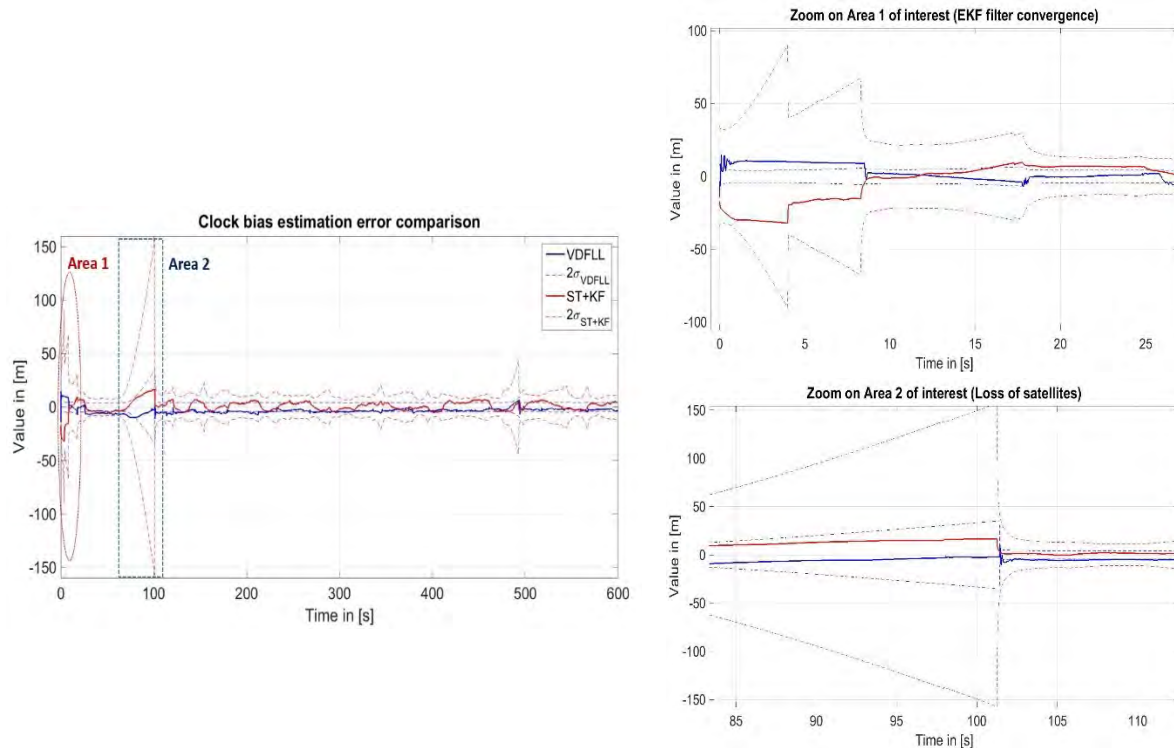 Clock bias estimation error comparison
Value in [m]
150
100
50
0
-50
-100
-150
Area 1
Area 2
VDFLL
2σVDFLL
ST+KF
2σST+KF
0 100 200 300 400 500 600
Time in [s]
Zoom on Area 1 of interest (EKF filter convergence)
Value in [m]
100
50
0
-50
-100
0 5 10 15 20 25
Time in [s]
Zoom on Area 2 of interest (Loss of satellites)
Value in [m]
150
100
50
0
-50
-100
-150
85 90 95 100 105 110
Time in [s]